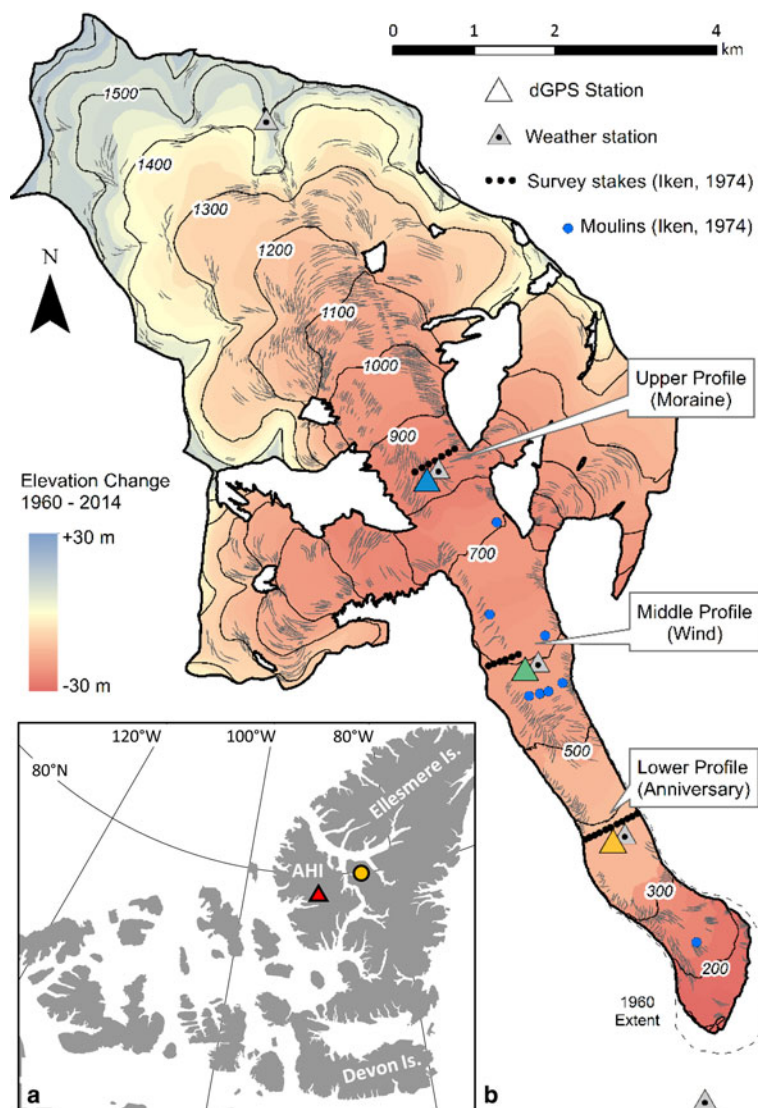 0 1 2 4
km
dGPS Station
Weather station
Survey stakes (Iken, 1974)
Moulins (Iken, 1974)
N
1500
1400
1300
1200
1100
1000
900
700
500
300
200
Upper Profile
(Moraine)
Middle Profile
(Wind)
Lower Profile
(Anniversary)
Elevation Change
1960 - 2014
+30 m
-30 m
1960
Extent
120°W
100°W
80°W
80°N
Ellesmere Is.
AHI
Devon Is.
a
b